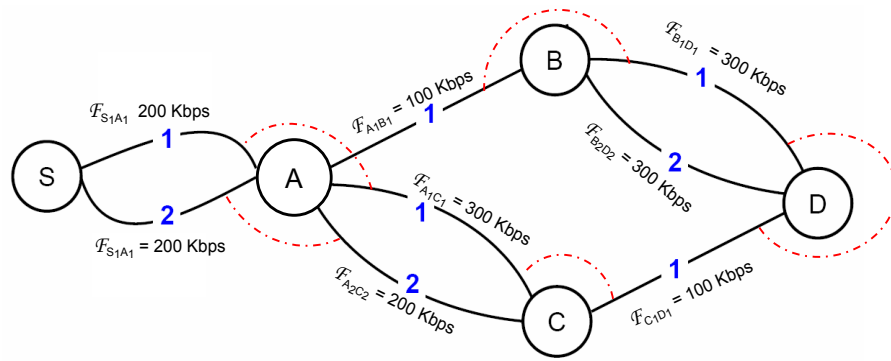 S
A
B
C
D
ℱS₁A₁ 200 Kbps
1
2
ℱS₁A₁ = 200 Kbps
ℱA₁B₁ = 100 Kbps
1
ℱA₁C₁ = 300 Kbps
1
2
ℱA₂C₂ = 200 Kbps
ℱB₁D₁ = 300 Kbps
1
2
ℱB₂D₂ = 300 Kbps
1
ℱC₁D₁ = 100 Kbps